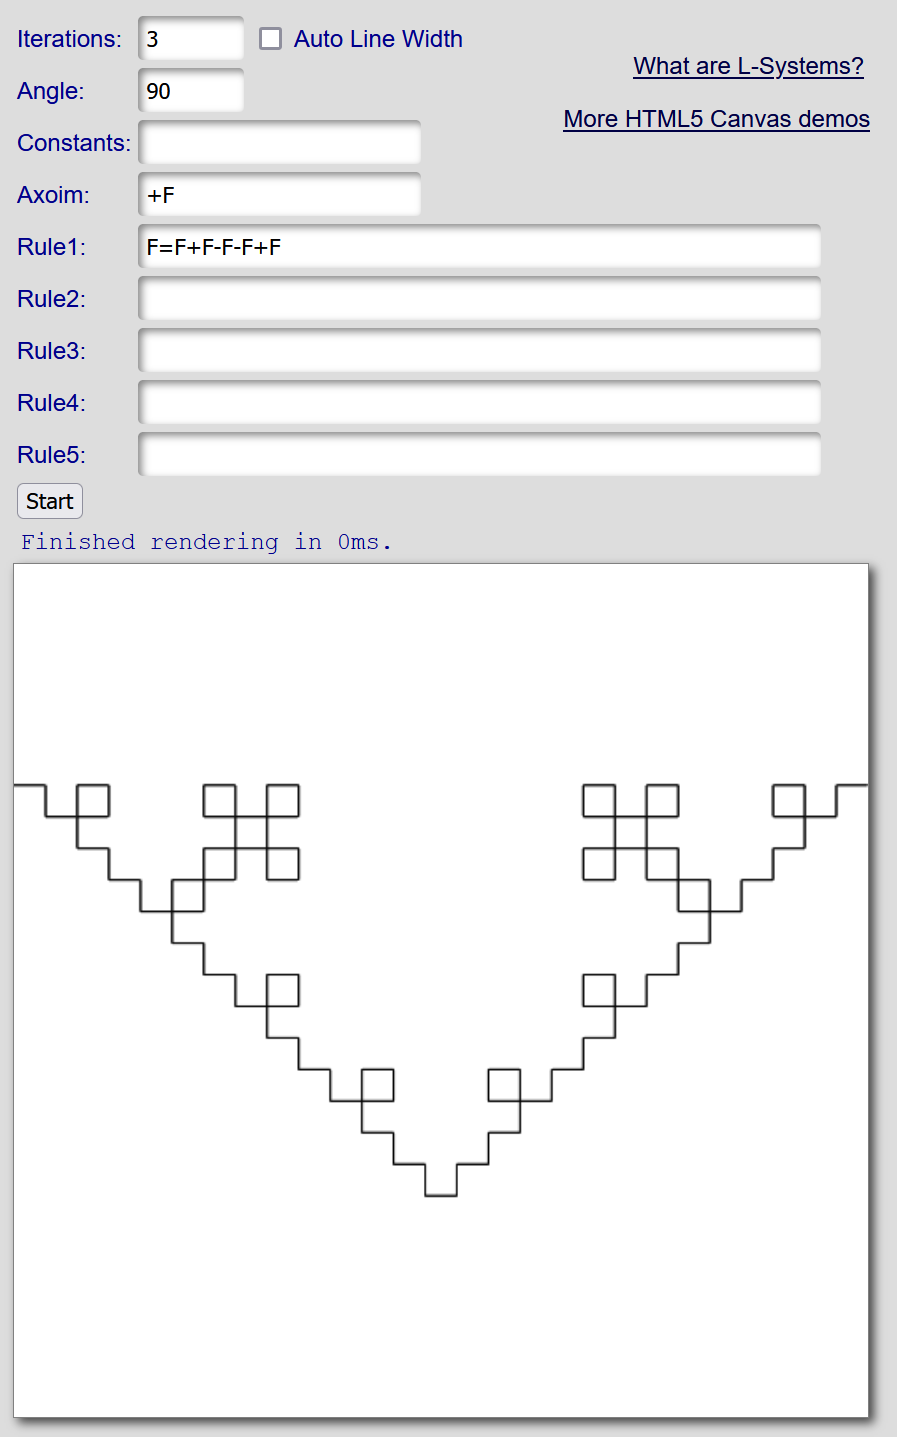 Iterations: 3 Auto Line Width
What are L-Systems?
Angle: 90
More HTML5 Canvas demos
Constants:
Axoim: +F
Rule1: F=F+F-F-F+F
Rule2:
Rule3:
Rule4:
Rule5:
Start
Finished rendering in 0ms.